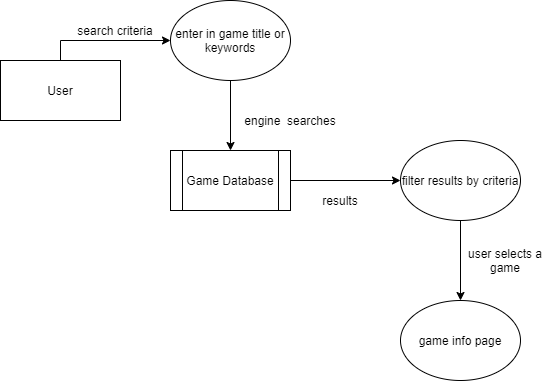 search criteria
enter in game title or
keywords
User
engine  searches
Game Database
filter results by criteria
results
user selects a
game
game info page